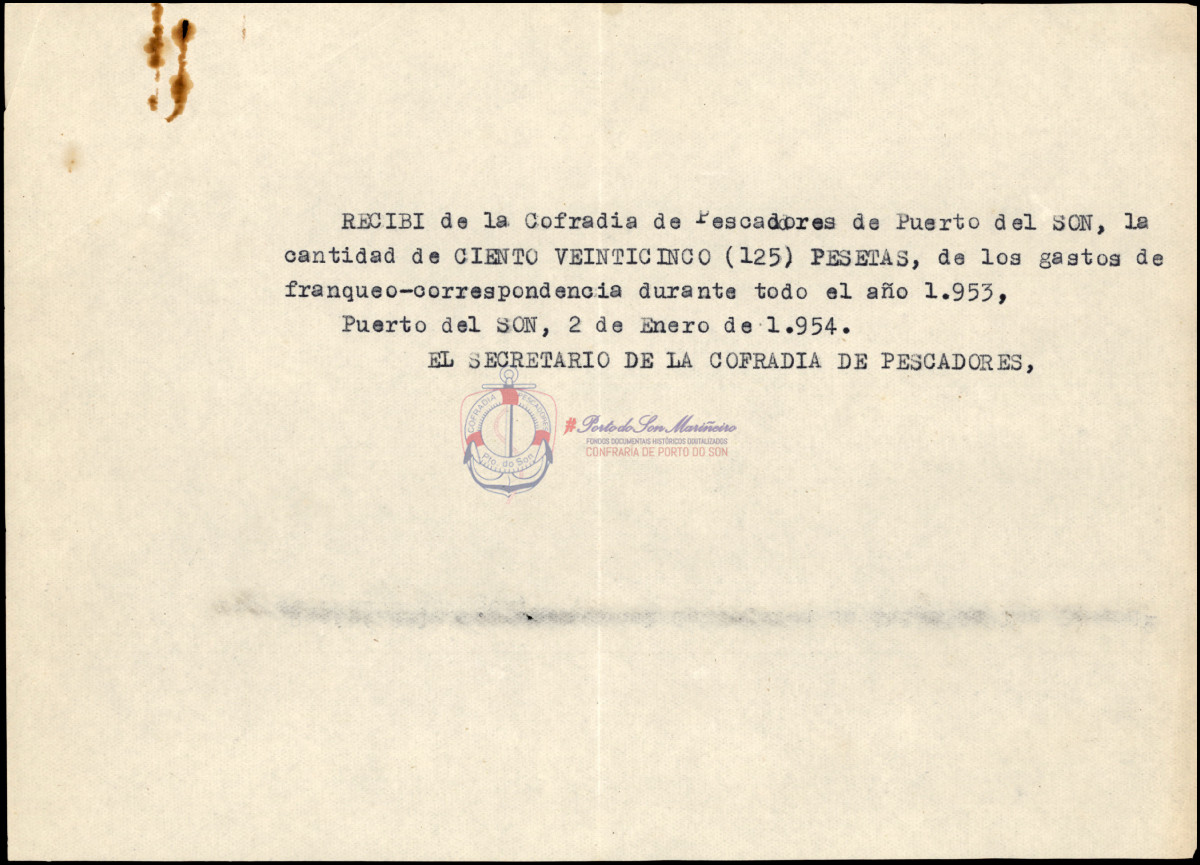 RECIBI de la Cofradia de Pescadores de Puerto del SON, la
cantidad de CIENTO VEINTICINCO (125) PESETAS, de los gastos de
franqueo-correspondencia durante todo el año 1.953,
Puerto del SON, 2 de Enero de 1.954.
EL SECRETARIO DE LA COFRADIA DE PESCADORES,
COFRADIA PESCADORES
Pto. do Son
#Porto do Son Mariñeiro
FONDOS DOCUMENTAIS HISTÓRICOS DIXITALIZADOS
CONFRARÍA DE PORTO DO SON